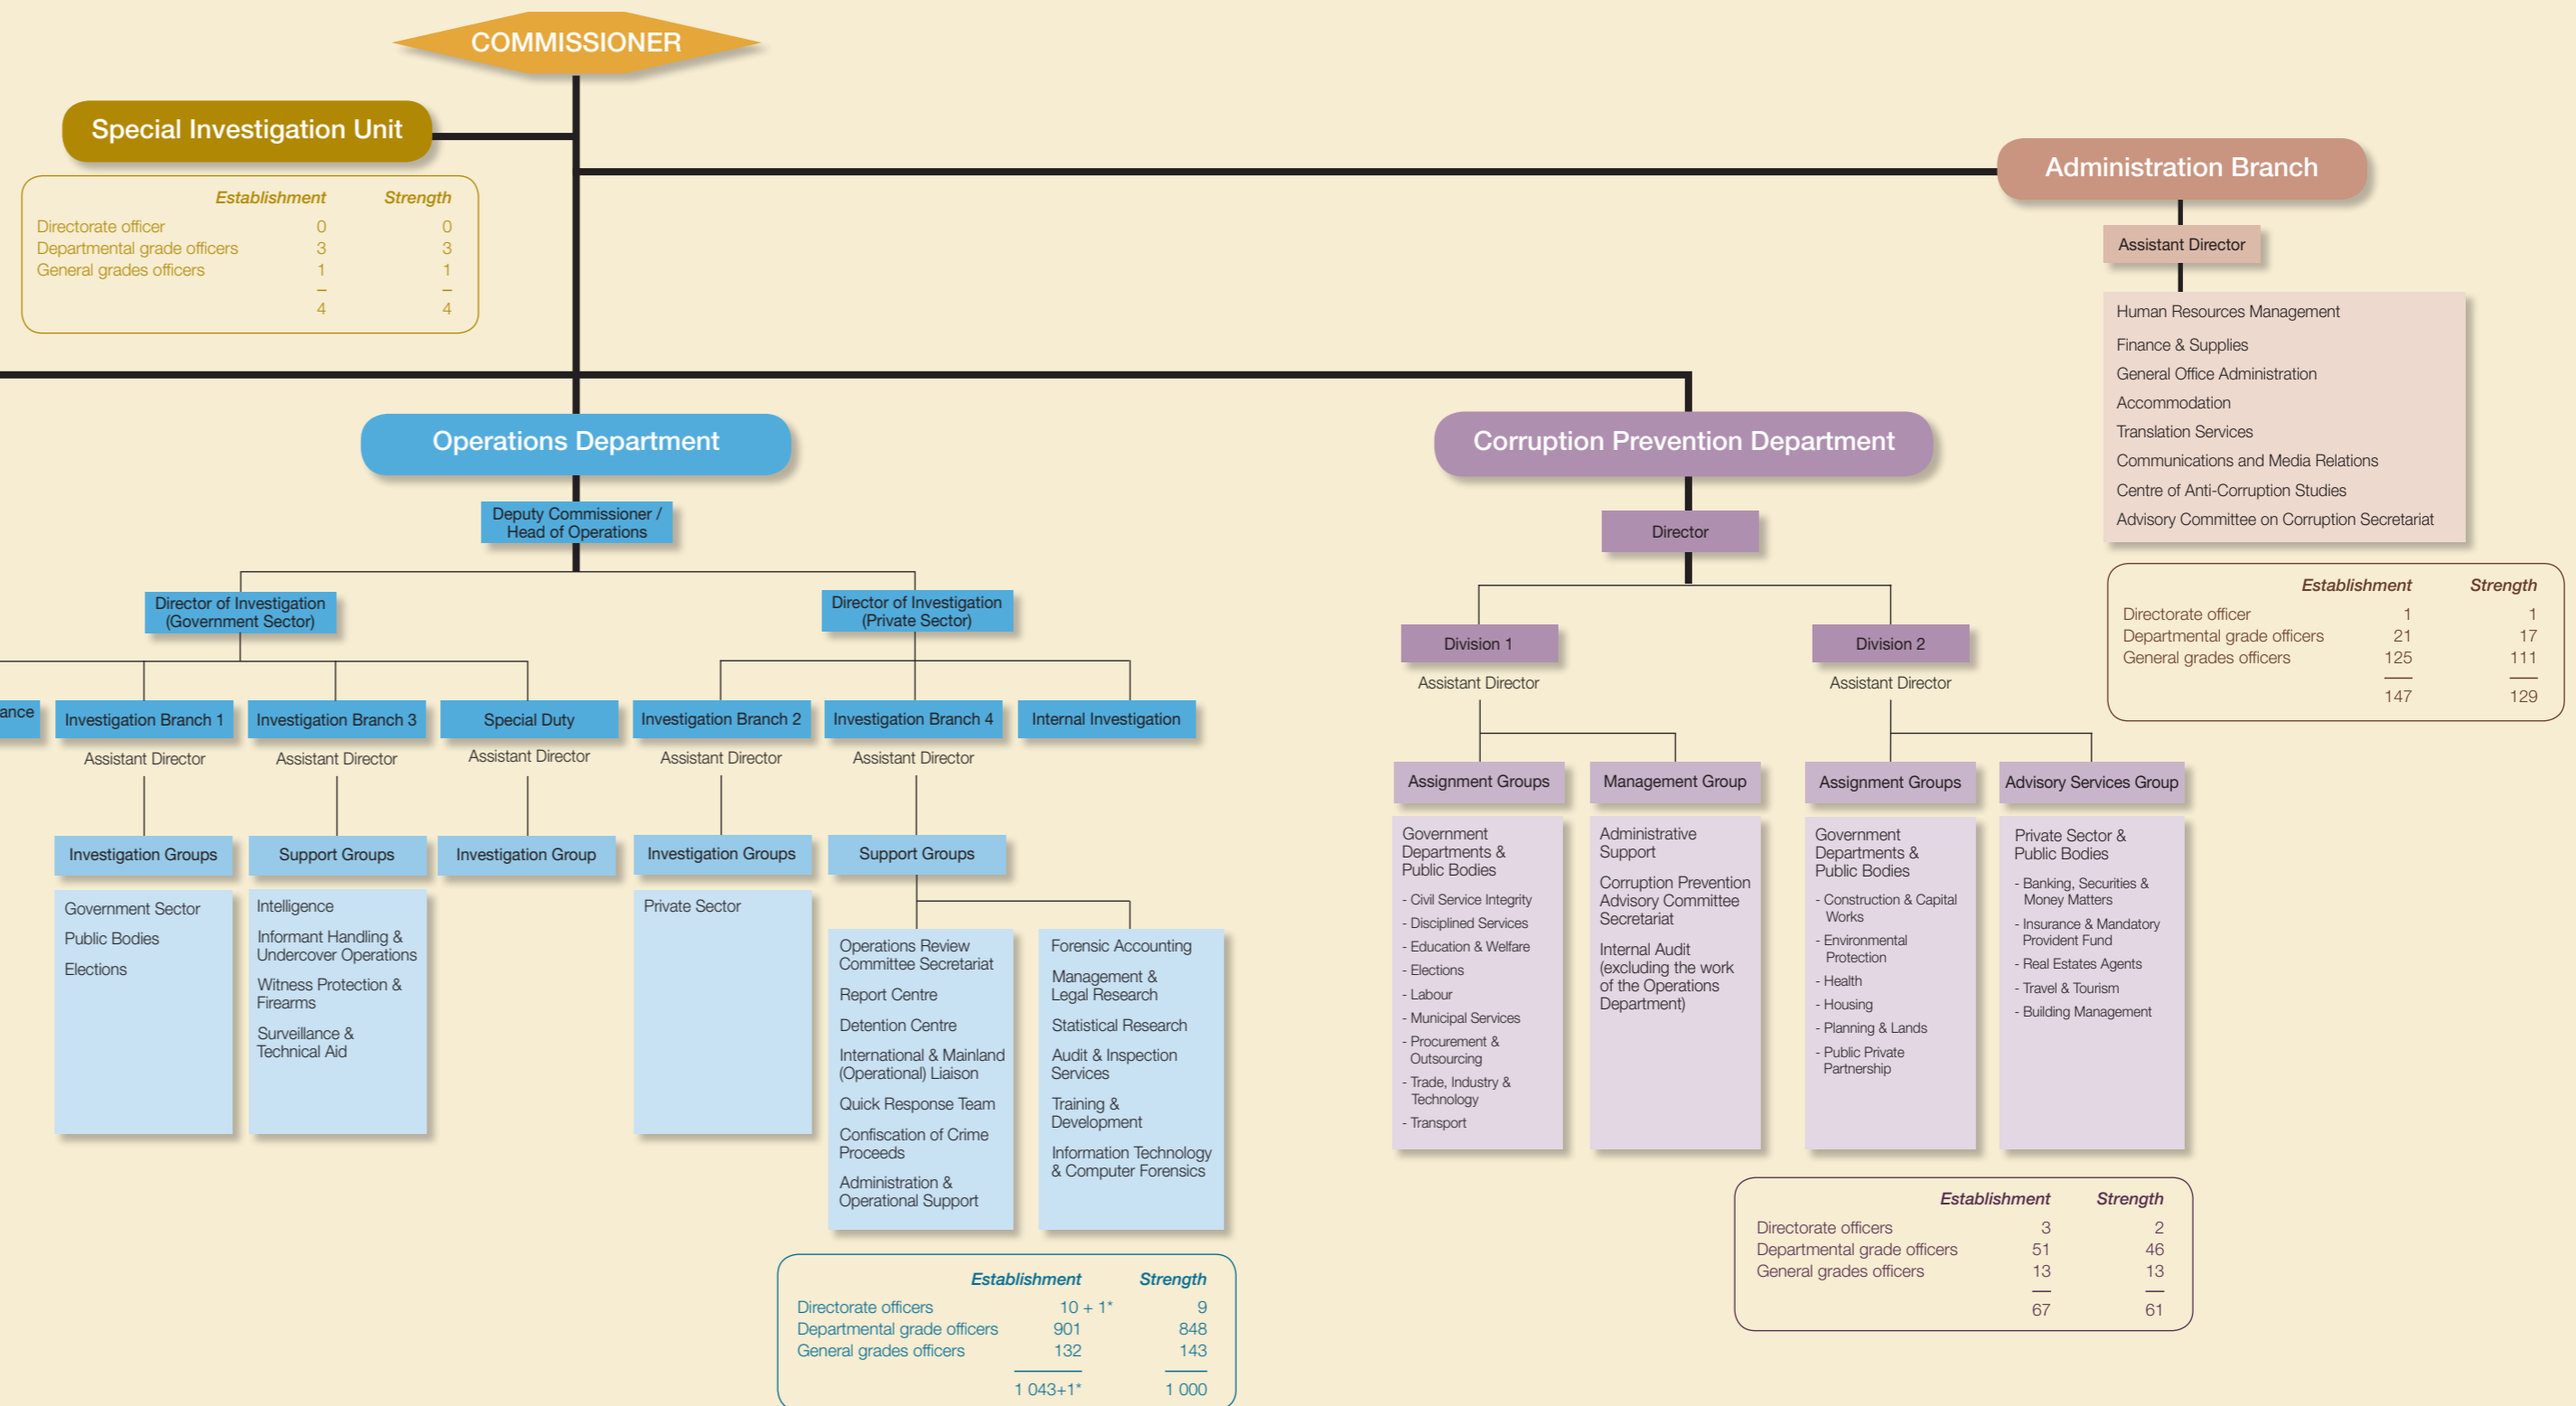 COMMISSIONER
Special Investigation Unit
Establishment Strength
Directorate officer 0 0
Departmental grade officers 3 3
General grades officers 1 1
4 4
Administration Branch
Assistant Director
Human Resources Management
Finance & Supplies
General Office Administration
Accommodation
Translation Services
Communications and Media Relations
Centre of Anti-Corruption Studies
Advisory Committee on Corruption Secretariat
Establishment Strength
Directorate officer 1 1
Departmental grade officers 21 17
General grades officers 125 111
147 129
Operations Department
Deputy Commissioner /
Head of Operations
Director of Investigation
(Government Sector)
Director of Investigation
(Private Sector)
ance
Investigation Branch 1
Assistant Director
Investigation Groups
Government Sector
Public Bodies
Elections
Investigation Branch 3
Assistant Director
Support Groups
Intelligence
Informant Handling &
Undercover Operations
Witness Protection &
Firearms
Surveillance &
Technical Aid
Special Duty
Assistant Director
Investigation Group
Investigation Branch 2
Assistant Director
Investigation Groups
Private Sector
Investigation Branch 4
Assistant Director
Support Groups
Operations Review
Committee Secretariat
Report Centre
Detention Centre
International & Mainland
(Operational) Liaison
Quick Response Team
Confiscation of Crime
Proceeds
Administration &
Operational Support
Forensic Accounting
Management &
Legal Research
Statistical Research
Audit & Inspection
Services
Training &
Development
Information Technology
& Computer Forensics
Internal Investigation
Establishment Strength
Directorate officers 10 + 1* 9
Departmental grade officers 901 848
General grades officers 132 143
1 043+1* 1 000
Corruption Prevention Department
Director
Division 1
Assistant Director
Assignment Groups
Government
Departments &
Public Bodies
- Civil Service Integrity
- Disciplined Services
- Education & Welfare
- Elections
- Labour
- Municipal Services
- Procurement &
Outsourcing
- Trade, Industry &
Technology
- Transport
Management Group
Administrative
Support
Corruption Prevention
Advisory Committee
Secretariat
Internal Audit
(excluding the work
of the Operations
Department)
Division 2
Assistant Director
Assignment Groups
Government
Departments &
Public Bodies
- Construction & Capital
Works
- Environmental
Protection
- Health
- Housing
- Planning & Lands
- Public Private
Partnership
Advisory Services Group
Private Sector &
Public Bodies
- Banking, Securities &
Money Matters
- Insurance & Mandatory
Provident Fund
- Real Estates Agents
- Travel & Tourism
- Building Management
Establishment Strength
Directorate officers 3 2
Departmental grade officers 51 46
General grades officers 13 13
67 61